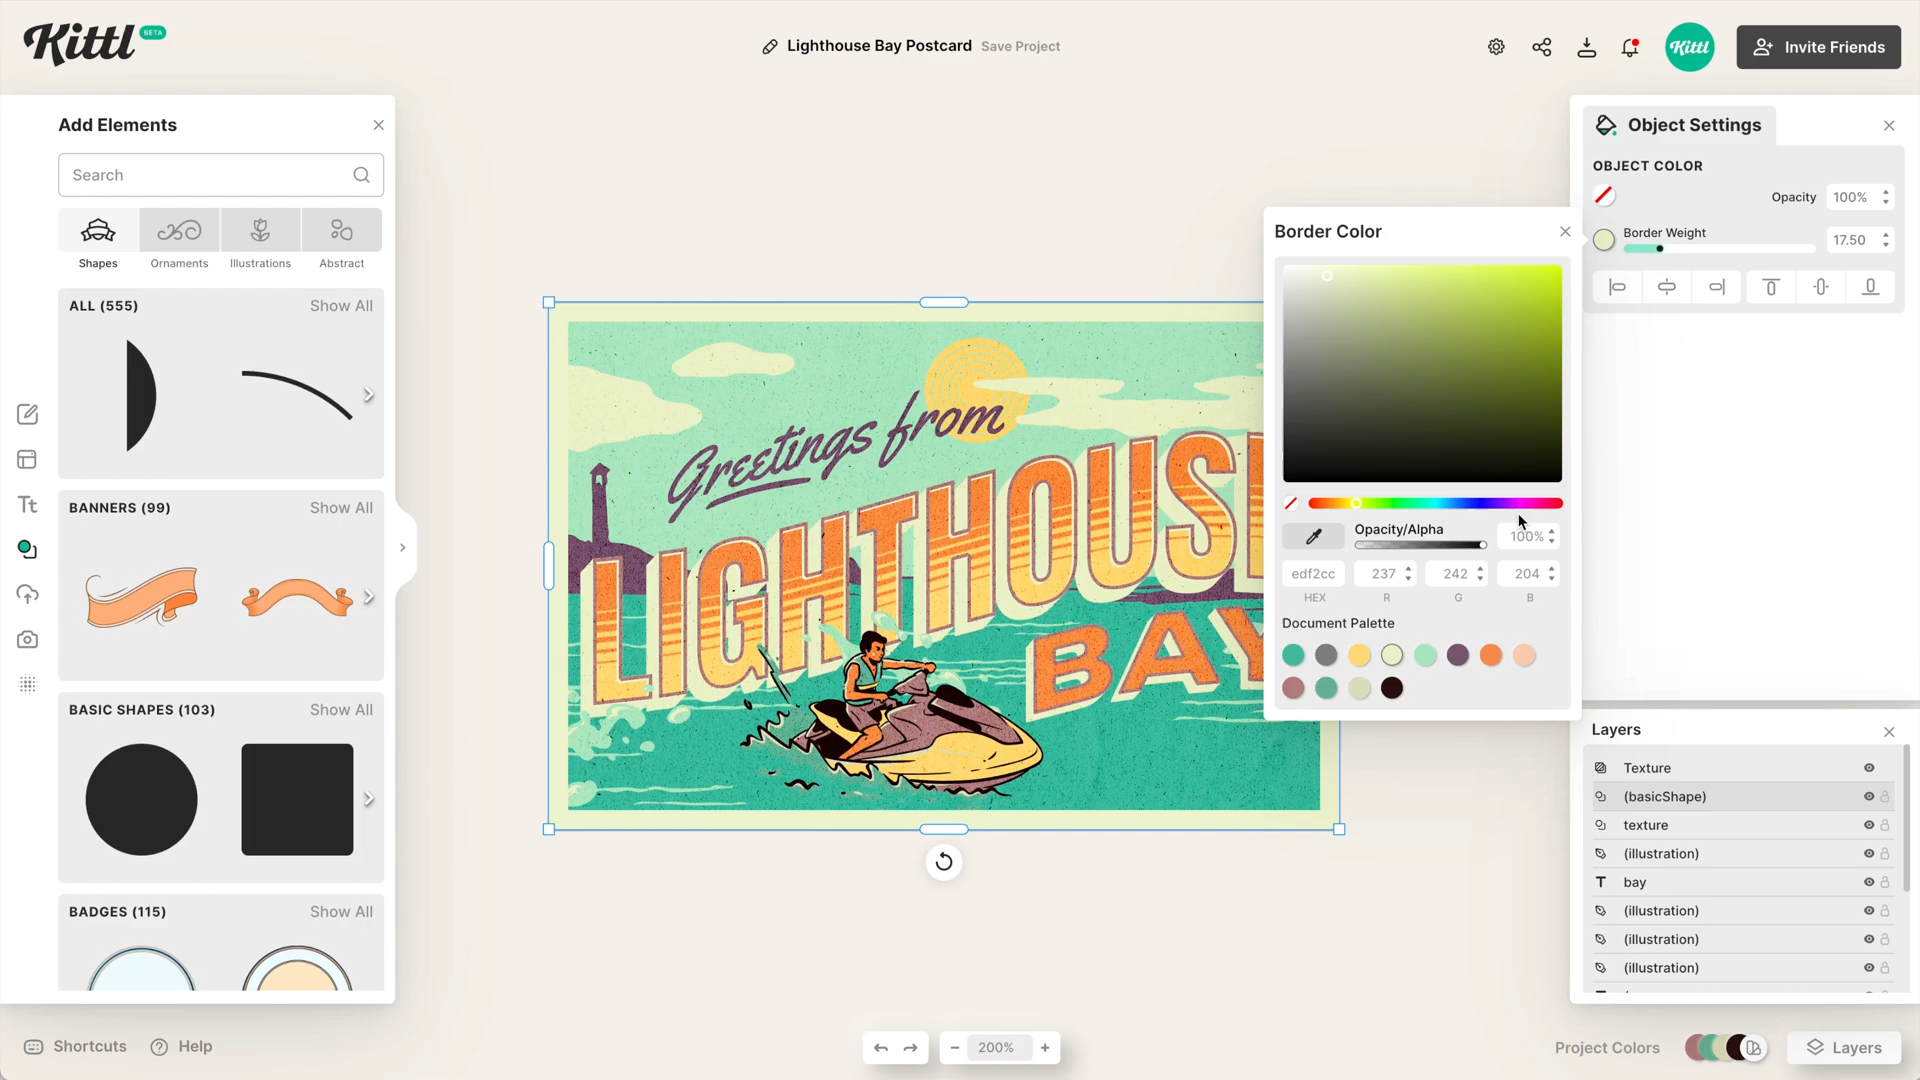 Kittl BETA
Lighthouse Bay Postcard Save Project
Kittl
Invite Friends
Add Elements
Search
Shapes Ornaments Illustrations Abstract
ALL (555) Show All
BANNERS (99) Show All
BASIC SHAPES (103) Show All
BADGES (115) Show All
Tt
Greetings from
LIGHTHOUSE
BAY
Border Color
Opacity/Alpha
100%
edf2cc 237 242 204
HEX R G B
Document Palette
Object Settings
OBJECT COLOR
Opacity 100%
Border Weight
17.50
Layers
Texture
(basicShape)
texture
(illustration)
T bay
(illustration)
(illustration)
(illustration)
Shortcuts Help
200%
Project Colors Layers